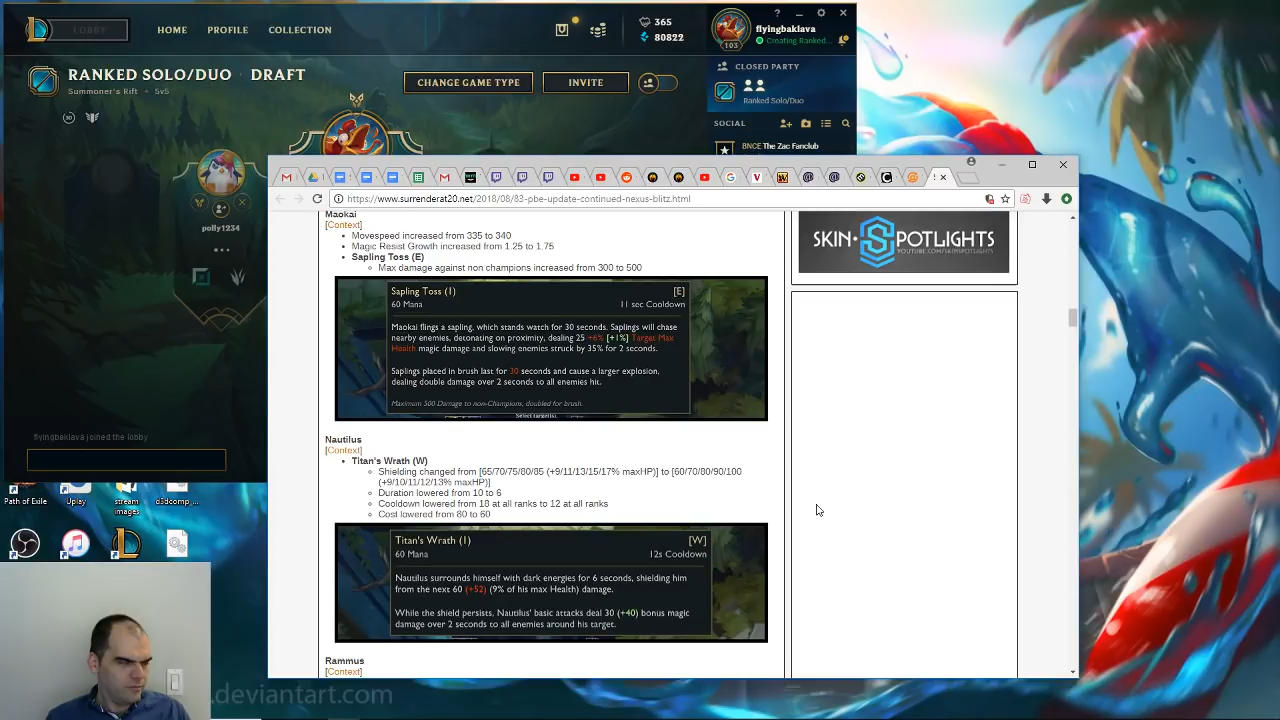 LOBBY
HOME
PROFILE
COLLECTION
365
80822
103
flyingbaklava
Creating Ranked...
RANKED SOLO/DUO · DRAFT
Summoner's Rift • 5v5
CHANGE GAME TYPE
INVITE
CLOSED PARTY
Ranked Solo/Duo
SOCIAL
BNCE The Zac Fanclub
30
polly1234
flyingbaklava joined the lobby
https://www.surrenderat20.net/2018/08/83-pbe-update-continued-nexus-blitz.html
Maokai
[Context]
• Movespeed increased from 335 to 340
• Magic Resist Growth increased from 1.25 to 1.75
• Sapling Toss (E)
Max damage against non champions increased from 300 to 500
Sapling Toss (1) [E]
60 Mana 11 sec Cooldown
Maokai flings a sapling, which stands watch for 30 seconds. Saplings will chase
nearby enemies, detonating on proximity, dealing 25 +6% [+1%] Target Max
Health magic damage and slowing enemies struck by 35% for 2 seconds.
Saplings placed in brush last for 30 seconds and cause a larger explosion,
dealing double damage over 2 seconds to all enemies hit.
Maximum 500 Damage to non-Champions, doubled for brush.
Nautilus
[Context]
• Titan's Wrath (W)
Shielding changed from [65/70/75/80/85 (+9/11/13/15/17% maxHP)] to [60/70/80/90/100
(+9/10/11/12/13% maxHP)]
Duration lowered from 10 to 6
Cooldown lowered from 18 at all ranks to 12 at all ranks
Cost lowered from 80 to 60
Titan's Wrath (1) [W]
60 Mana 12s Cooldown
Nautilus surrounds himself with dark energies for 6 seconds, shielding him
from the next 60 (+52) (9% of his max Health) damage.
While the shield persists, Nautilus' basic attacks deal 30 (+40) bonus magic
damage over 2 seconds to all enemies around his target.
Rammus
[Context]
SKIN SPOTLIGHTS
YOUTUBE.COM/SKINSPOTLIGHTS
Path of Exile
Uplay
stream
images
d3dcomp_...
.deviantart.com